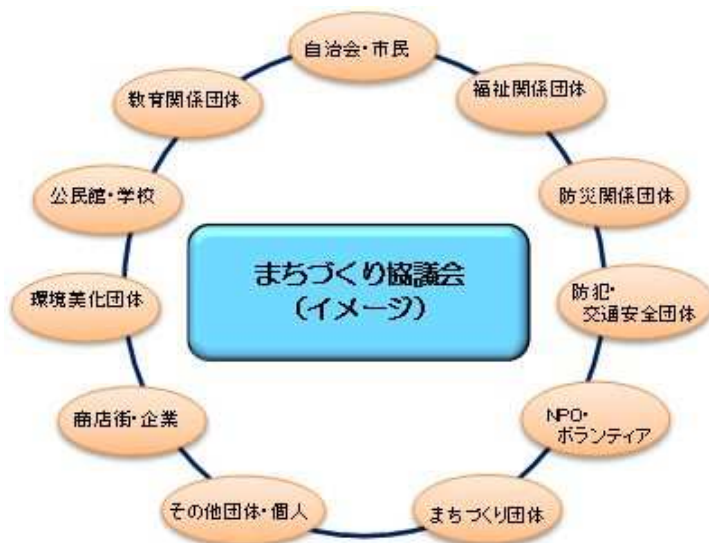 自治会・市民
福祉関係団体
防災関係団体
防犯・
交通安全団体
NPO・
ボランティア
まちづくり団体
その他団体・個人
商店街・企業
環境美化団体
公民館・学校
教育関係団体
まちづくり協議会
(イメージ)